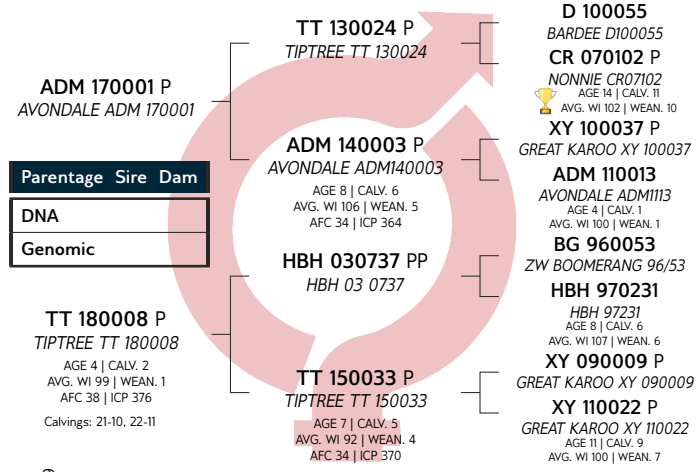 ADM 170001 P
AVONDALE ADM 170001
Parentage Sire Dam
DNA
Genomic
TT 180008 P
TIPTREE TT 180008
AGE 4 | CALV. 2
AVG. WI 99 | WEAN. 1
AFC 38 | ICP 376
Calvings: 21-10, 22-11
TT 130024 P
TIPTREE TT 130024
ADM 140003 P
AVONDALE ADM140003
AGE 8 | CALV. 6
AVG. WI 106 | WEAN. 5
AFC 34 | ICP 364
HBH 030737 PP
HBH 03 0737
TT 150033 P
TIPTREE TT 150033
AGE 7 | CALV. 5
AVG. WI 92 | WEAN. 4
AFC 34 | ICP 370
D 100055
BARDEE D100055
CR 070102 P
NONNIE CR07102
AGE 14 | CALV. 11
AVG. WI 102 | WEAN. 10
XY 100037 P
GREAT KAROO XY 100037
ADM 110013
AVONDALE ADM1113
AGE 4 | CALV. 1
AVG. WI 100 | WEAN. 1
BG 960053
ZW BOOMERANG 96/53
HBH 970231
HBH 97231
AGE 8 | CALV. 6
AVG. WI 107 | WEAN. 6
XY 090009 P
GREAT KAROO XY 090009
XY 110022 P
GREAT KAROO XY 110022
AGE 11 | CALV. 9
AVG. WI 100 | WEAN. 7